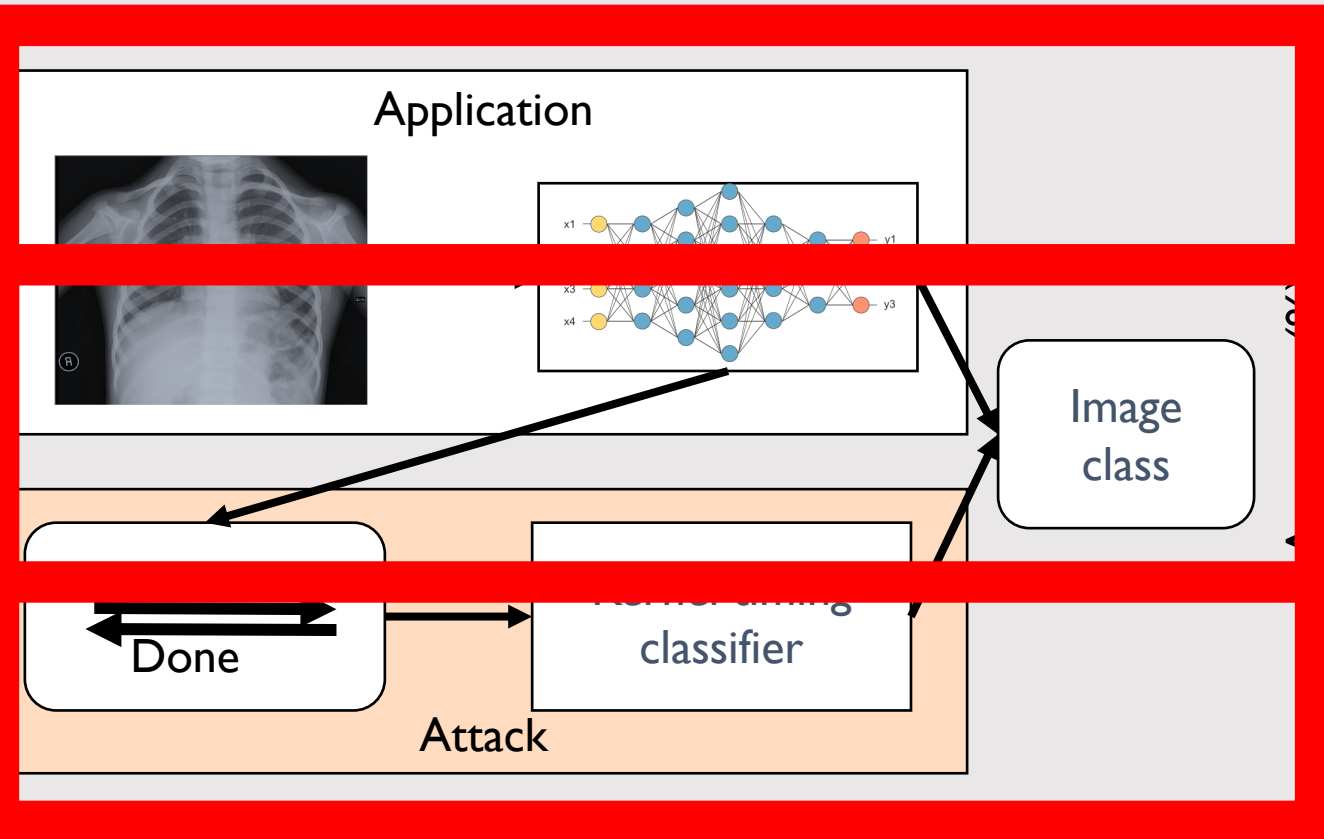 Application
x1
y1
x3
x4
y3
R
Image
class
Done
classifier
Attack